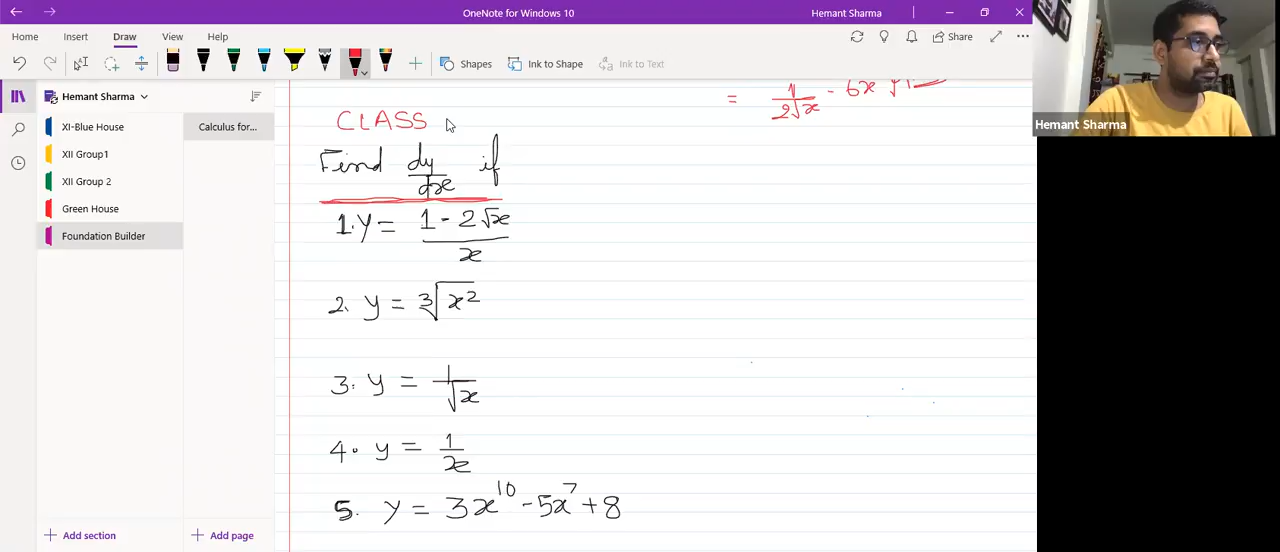 OneNote for Windows 10
Hemant Sharma
Home Insert Draw View Help
Share
Shapes Ink to Shape Ink to Text
Hemant Sharma
XI-Blue House
XII Group1
XII Group 2
Green House
Foundation Builder
Add section
Calculus for...
Add page
= 1/2√x - 6x
CLASS
Find dy/dx if
1. y = 1 - 2√x / x
2. y = ∛x²
3. y = 1/√x
4. y = 1/x
5. y = 3x¹⁰ - 5x⁷ + 8
Hemant Sharma